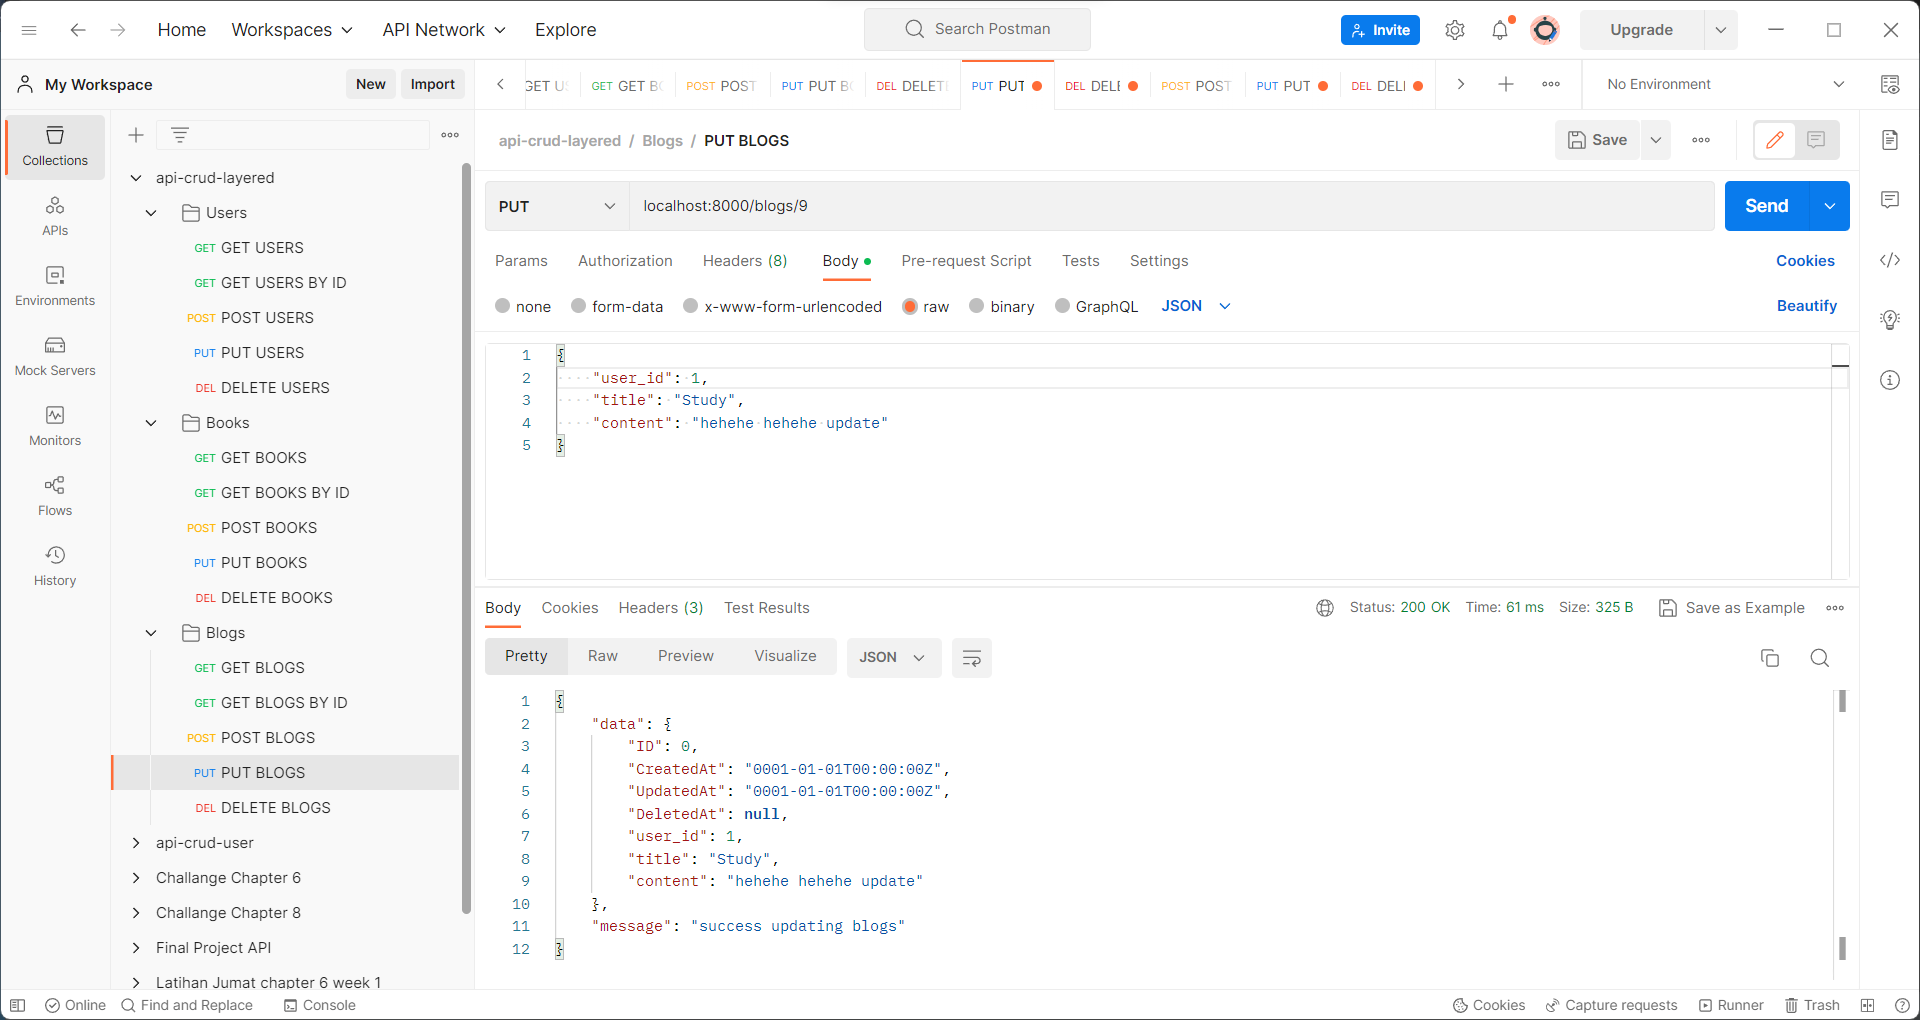 Home
Workspaces
API Network
Explore
Search Postman
Invite
Upgrade
My Workspace
New
Import
GET US
GET GET BO
POST POST
PUT PUT BO
DEL DELET
PUT PUT
DEL DELE
POST POST
PUT PUT
DEL DELI
No Environment
Collections
APIs
Environments
Mock Servers
Monitors
Flows
History
api-crud-layered
Users
GET GET USERS
GET GET USERS BY ID
POST POST USERS
PUT PUT USERS
DEL DELETE USERS
Books
GET GET BOOKS
GET GET BOOKS BY ID
POST POST BOOKS
PUT PUT BOOKS
DEL DELETE BOOKS
Blogs
GET GET BLOGS
GET GET BLOGS BY ID
POST POST BLOGS
PUT PUT BLOGS
DEL DELETE BLOGS
api-crud-user
Challange Chapter 6
Challange Chapter 8
Final Project API
Latihan Jumat chapter 6 week 1
api-crud-layered / Blogs / PUT BLOGS
Save
PUT
localhost:8000/blogs/9
Send
Params
Authorization
Headers (8)
Body
Pre-request Script
Tests
Settings
Cookies
none
form-data
x-www-form-urlencoded
raw
binary
GraphQL
JSON
Beautify
1 {
2 "user_id": 1,
3 "title": "Study",
4 "content": "hehehe hehehe update"
5 }
Body
Cookies
Headers (3)
Test Results
Status: 200 OK
Time: 61 ms
Size: 325 B
Save as Example
Pretty
Raw
Preview
Visualize
JSON
1 {
2 "data": {
3 "ID": 0,
4 "CreatedAt": "0001-01-01T00:00:00Z",
5 "UpdatedAt": "0001-01-01T00:00:00Z",
6 "DeletedAt": null,
7 "user_id": 1,
8 "title": "Study",
9 "content": "hehehe hehehe update"
10 },
11 "message": "success updating blogs"
12 }
Online
Find and Replace
Console
Cookies
Capture requests
Runner
Trash